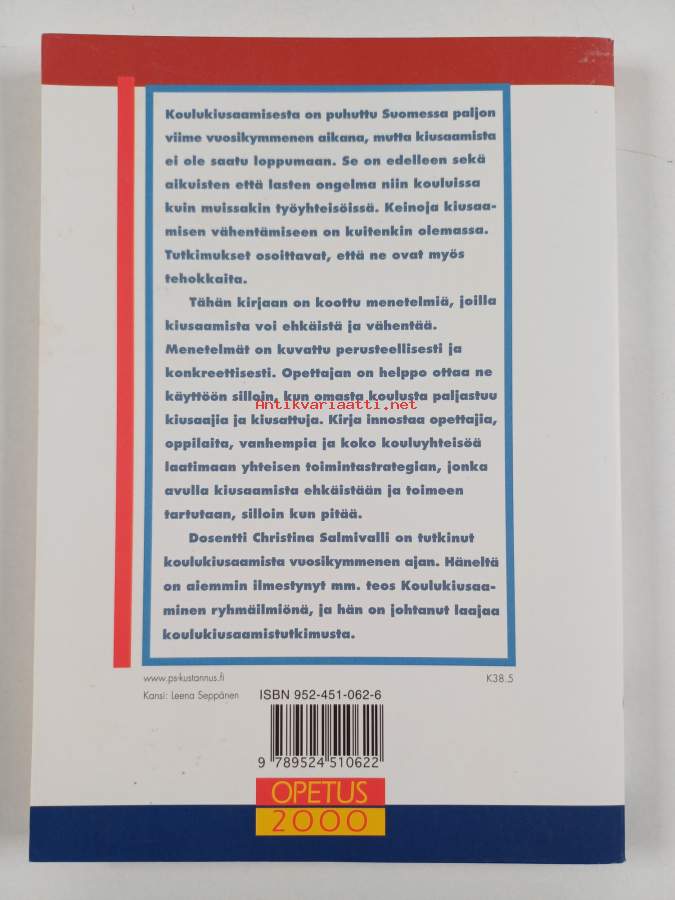 Koulukiusaamisesta on puhuttu Suomessa paljon
viime vuosikymmenen aikana, mutta kiusaamista
ei ole saatu loppumaan. Se on edelleen sekä
aikuisten että lasten ongelma niin kouluissa
kuin muissakin työyhteisöissä. Keinoja kiusaa-
misen vähentämiseen on kuitenkin olemassa.
Tutkimukset osoittavat, että ne ovat myös
tehokkaita.
Tähän kirjaan on koottu menetelmiä, joilla
kiusaamista voi ehkäistä ja vähentää.
Menetelmät on kuvattu perusteellisesti ja
konkreettisesti. Opettajan on helppo ottaa ne
käyttöön silloin, kun omasta koulusta paljastuu
Antikvariaatti.net
kiusaajia ja kiusattuja. Kirja innostaa opettajia,
oppilaita, vanhempia ja koko kouluyhteisöä
laatimaan yhteisen toimintastrategian, jonka
avulla kiusaamista ehkäistään ja toimeen
tartutaan, silloin kun pitää.
Dosentti Christina Salmivalli on tutkinut
koulukiusaamista vuosikymmenen ajan. Häneltä
on aiemmin ilmestynyt mm. teos Koulukiusaa-
minen ryhmäilmiönä, ja hän on johtanut laajaa
koulukiusaamistutkimusta.
www.ps-kustannus.fi
K38.5
Kansi: Leena Seppänen
ISBN 952-451-062-6
9 789524 510622
OPETUS
2000